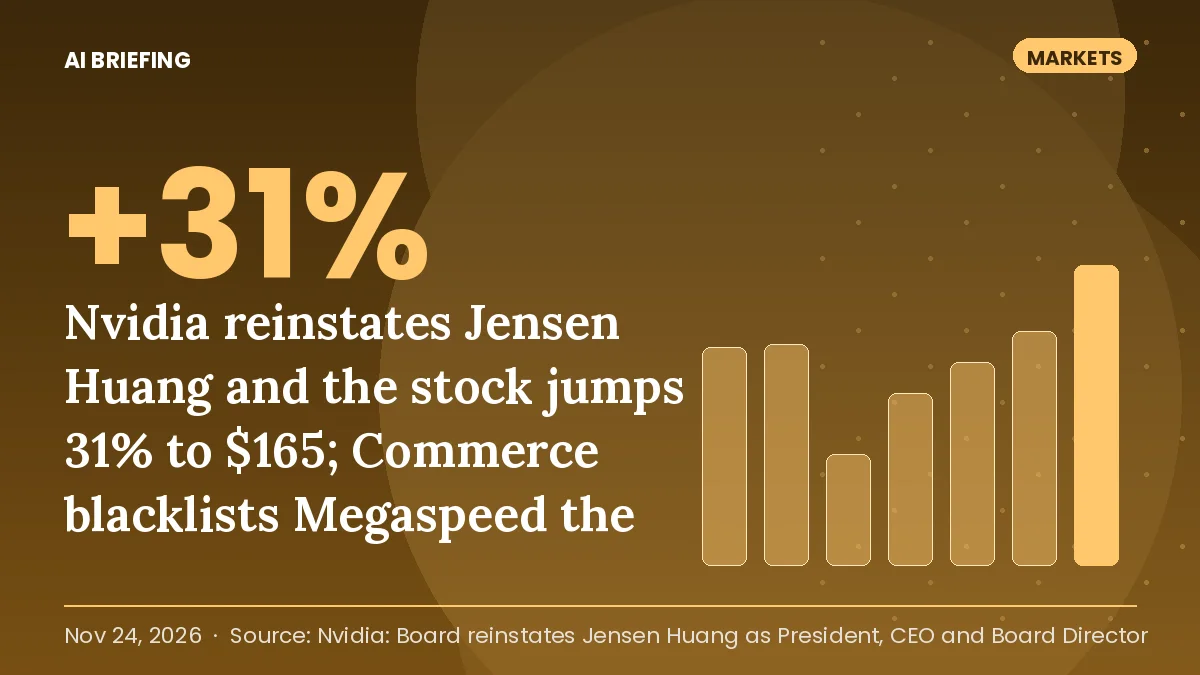 AI BRIEFING
MARKETS
+31%
Nvidia reinstates Jensen
Huang and the stock jumps
31% to $165; Commerce
blacklists Megaspeed the
Nov 24, 2026 · Source: Nvidia: Board reinstates Jensen Huang as President, CEO and Board Director